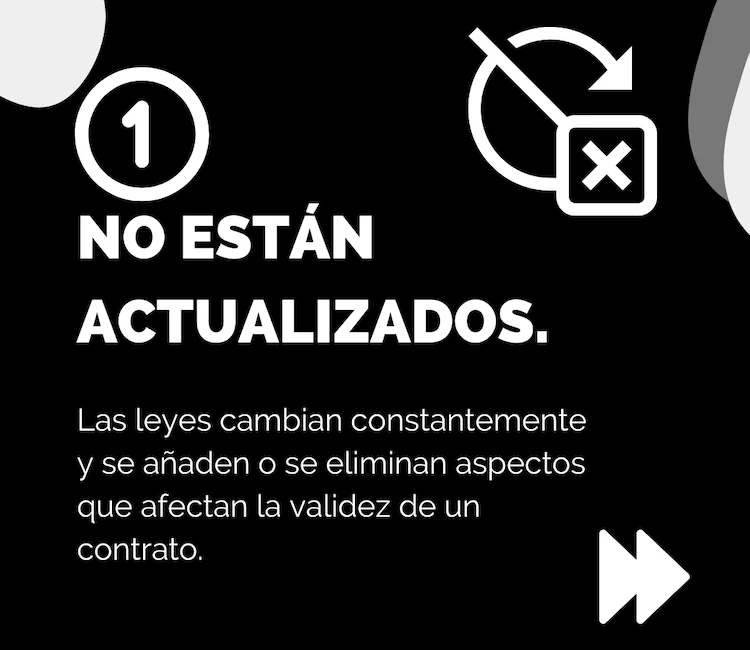 1
NO ESTÁN
ACTUALIZADOS.
Las leyes cambian constantemente
y se añaden o se eliminan aspectos
que afectan la validez de un
contrato.